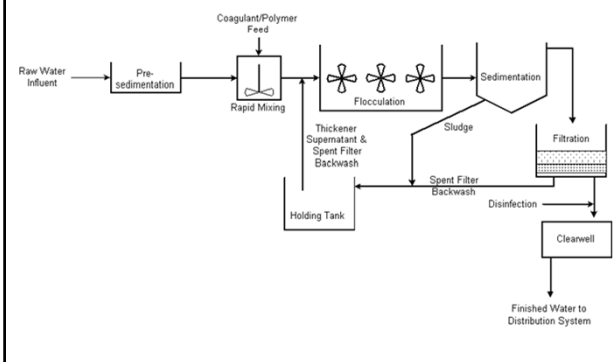 Coagulant/Polymer
Feed
Raw Water
Influent
Pre-
sedimentation
Rapid Mixing
Flocculation
Sedimentation
Thickener
Supernatant &
Spent Filter
Backwash
Sludge
Filtration
Spent Filter
Backwash
Holding Tank
Disinfection
Clearwell
Finished Water to
Distribution System